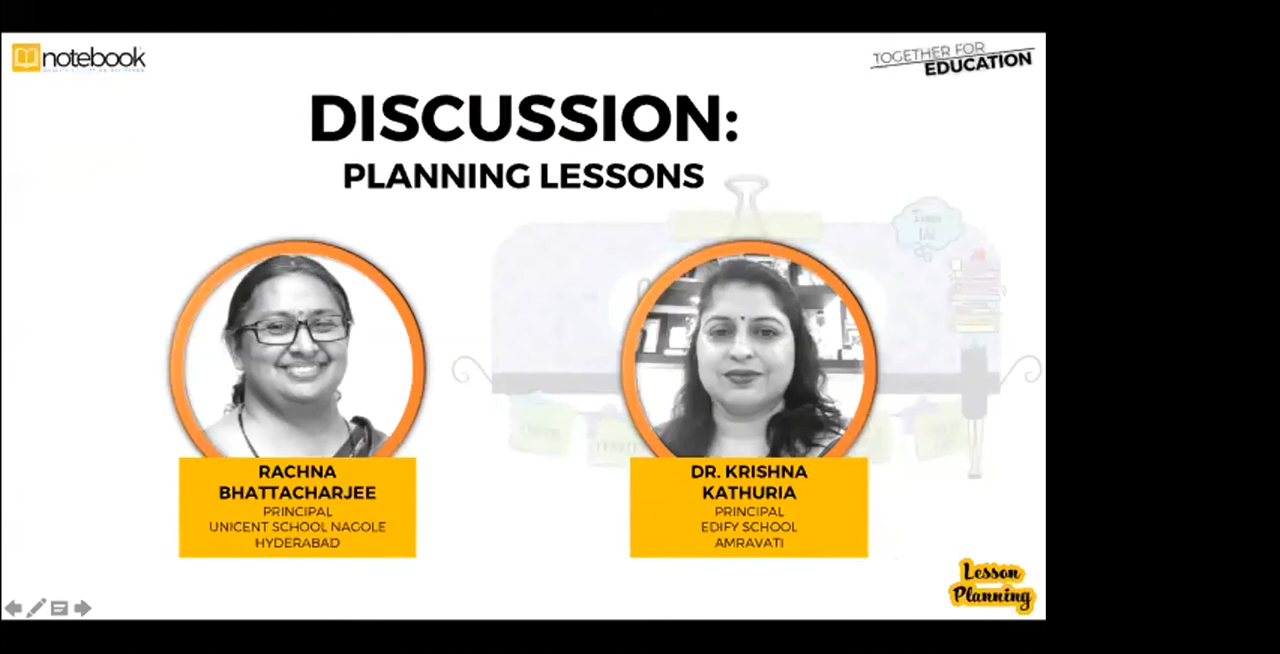 notebook
TOGETHER FOR
EDUCATION
DISCUSSION:
PLANNING LESSONS
RACHNA
BHATTACHARJEE
PRINCIPAL
UNICENT SCHOOL NAGOLE
HYDERABAD
DR. KRISHNA
KATHURIA
PRINCIPAL
EDIFY SCHOOL
AMRAVATI
Lesson
Planning